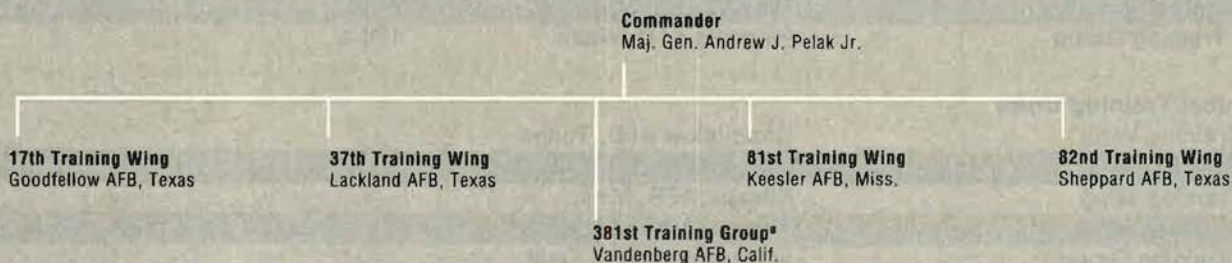 Commander
Maj. Gen. Andrew J. Pelak Jr.
17th Training Wing
Goodfellow AFB, Texas
37th Training Wing
Lackland AFB, Texas
81st Training Wing
Keesler AFB, Miss.
82nd Training Wing
Sheppard AFB, Texas
381st Training Groupª
Vandenberg AFB, Calif.